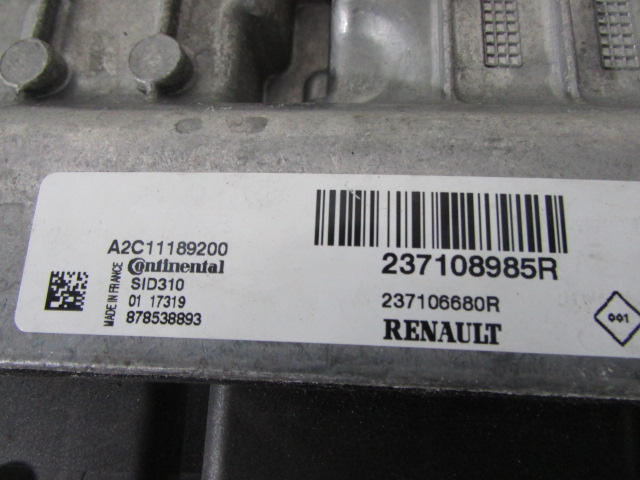 A2C11189200
Continental
SID310
01 17319
878538893
MADE IN FRANCE
237108985R
237106680R
RENAULT
001